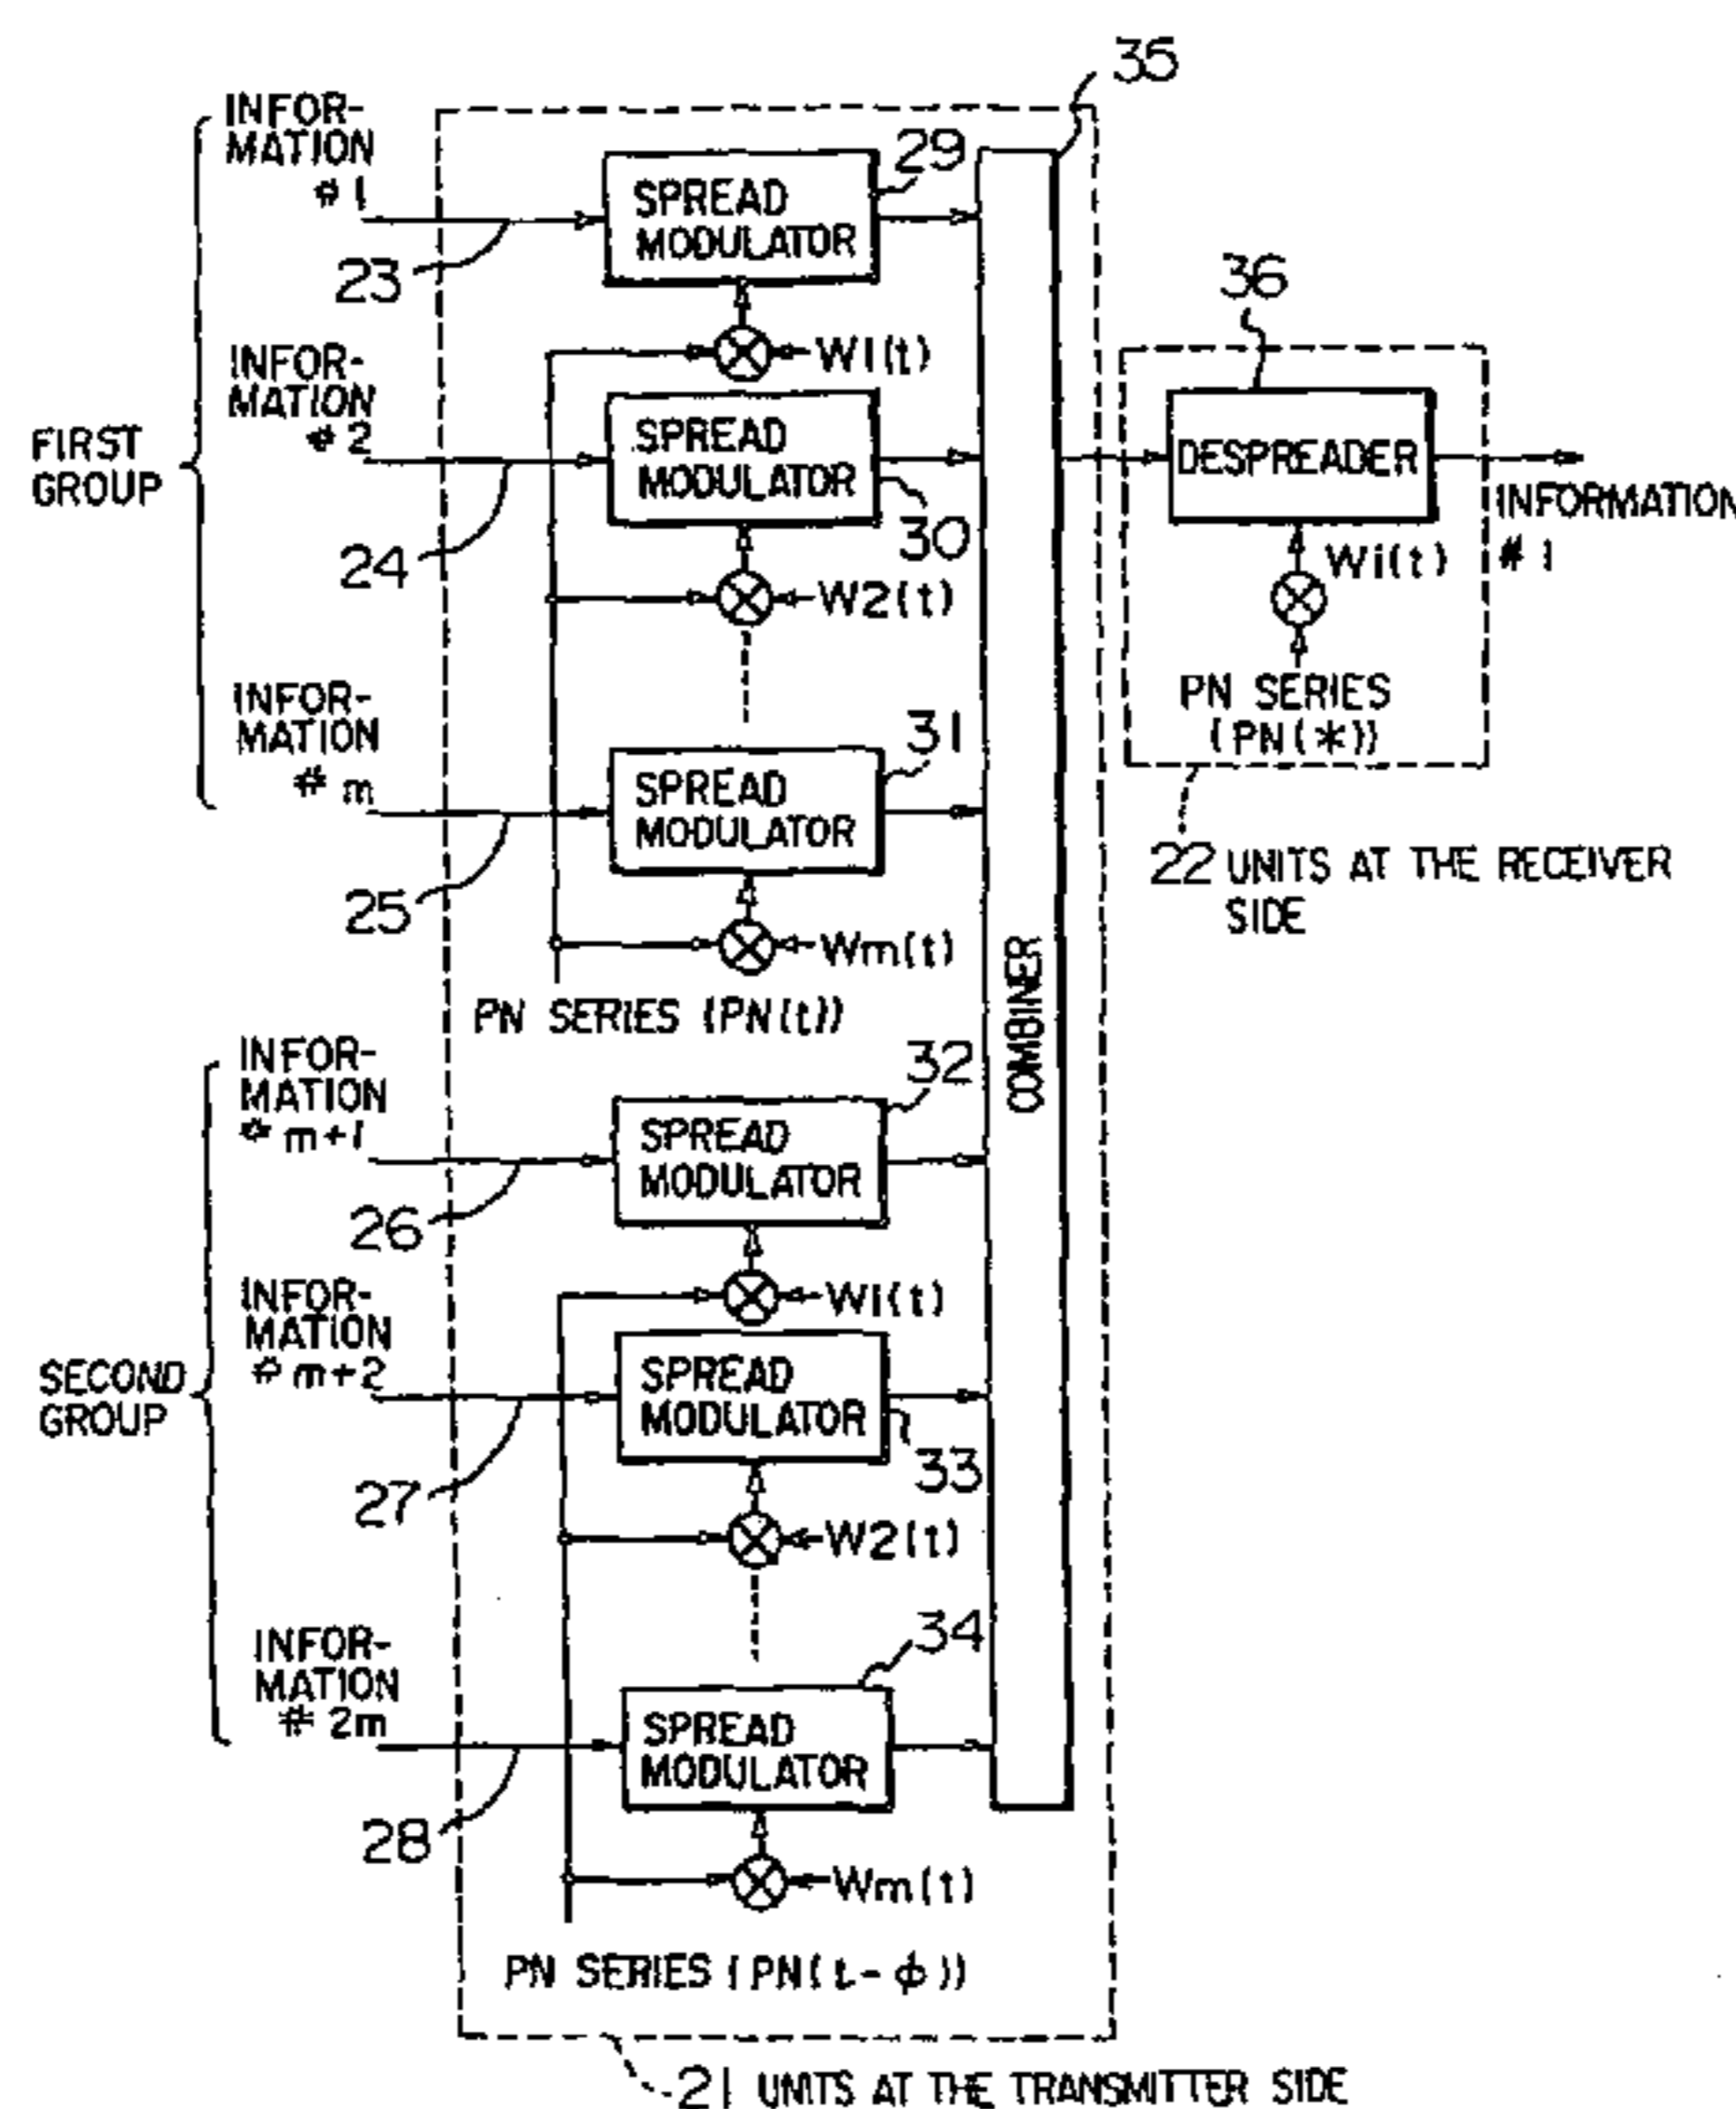 35
INFOR-
MATION
# 1
29
SPREAD
MODULATOR
23
36
W1(t)
INFOR-
MATION
# 2
FIRST
GROUP
SPREAD
MODULATOR
DESPREADER
INFORMATION
# 1
30
24
Wi(t)
W2(t)
PN SERIES
(PN(*))
INFOR-
MATION
# m
31
SPREAD
MODULATOR
22 UNITS AT THE RECEIVER
SIDE
25
Wm(t)
COMBINER
PN SERIES (PN(t))
INFOR-
MATION
# m+1
32
SPREAD
MODULATOR
26
W1(t)
INFOR-
MATION
# m+2
SECOND
GROUP
SPREAD
MODULATOR
33
27
W2(t)
INFOR-
MATION
# 2m
34
SPREAD
MODULATOR
28
Wm(t)
PN SERIES (PN(t-ϕ))
21 UNITS AT THE TRANSMITTER SIDE